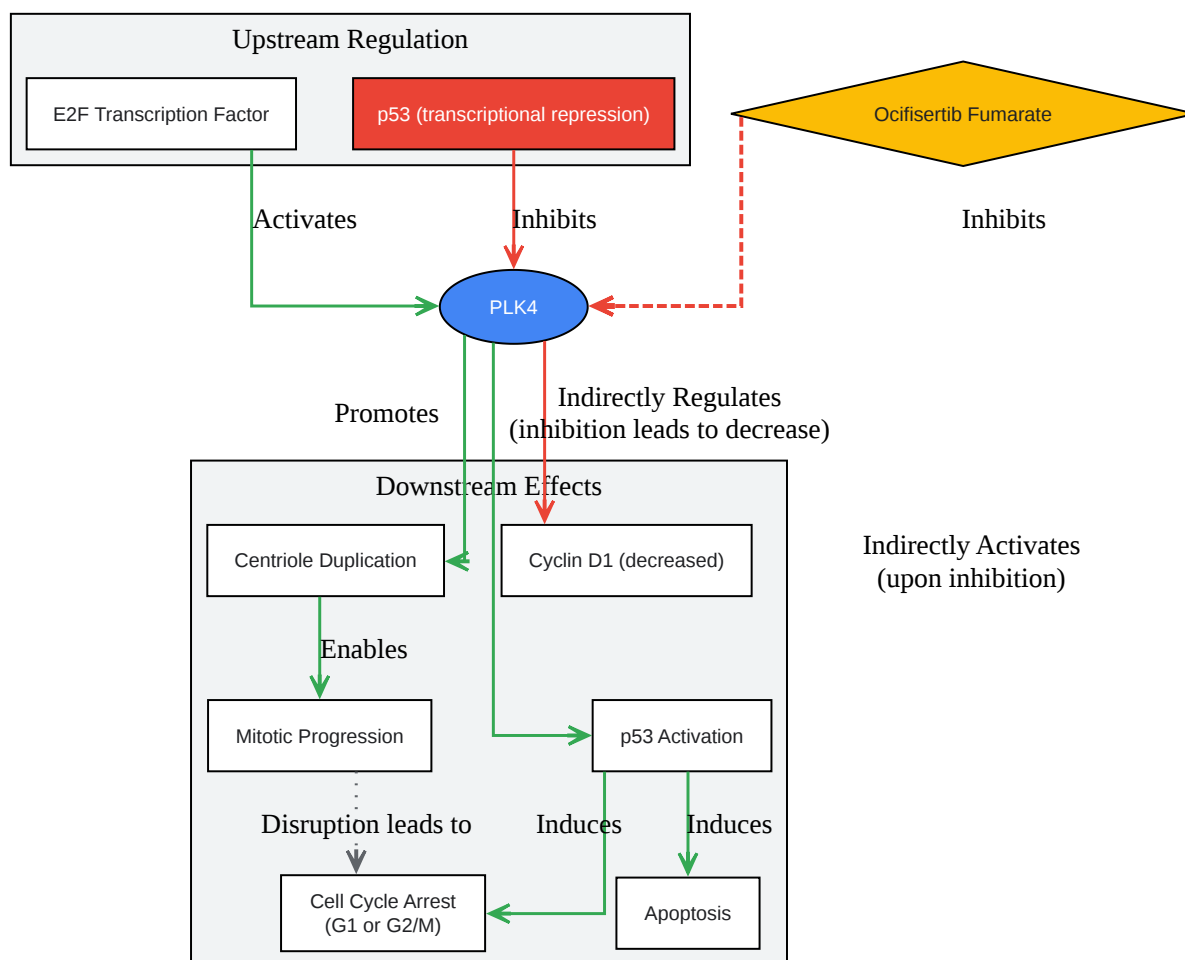 Upstream Regulation
E2F Transcription Factor
p53 (transcriptional repression)
Ocifisertib Fumarate
Activates
Inhibits
Inhibits
PLK4
Promotes
Indirectly Regulates
(inhibition leads to decrease)
Downstream Effects
Centriole Duplication
Cyclin D1 (decreased)
Indirectly Activates
(upon inhibition)
Enables
Mitotic Progression
p53 Activation
Disruption leads to
Induces
Induces
Cell Cycle Arrest
(G1 or G2/M)
Apoptosis